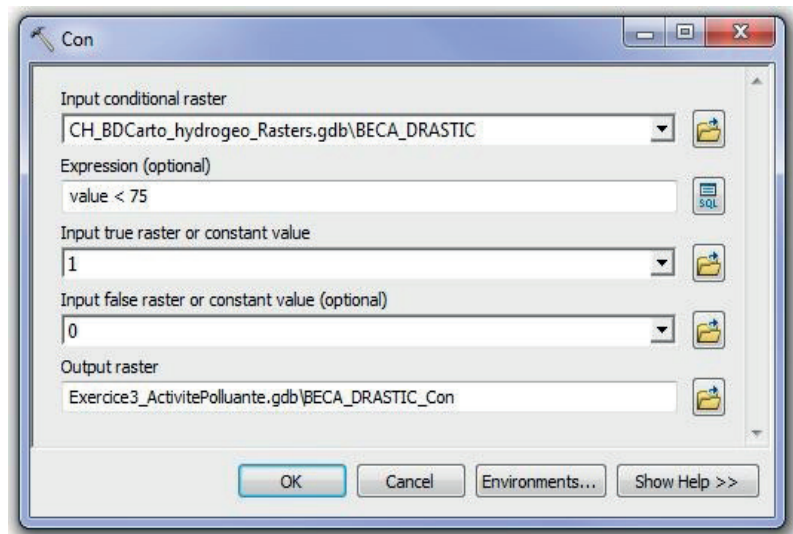 Con
Input conditional raster
CH_BDCarto_hydrogeo_Rasters.gdb\BECA_DRASTIC
Expression (optional)
value < 75
SQL
Input true raster or constant value
1
Input false raster or constant value (optional)
0
Output raster
Exercice3_ActivitePolluante.gdb\BECA_DRASTIC_Con
OK Cancel Environments... Show Help >>